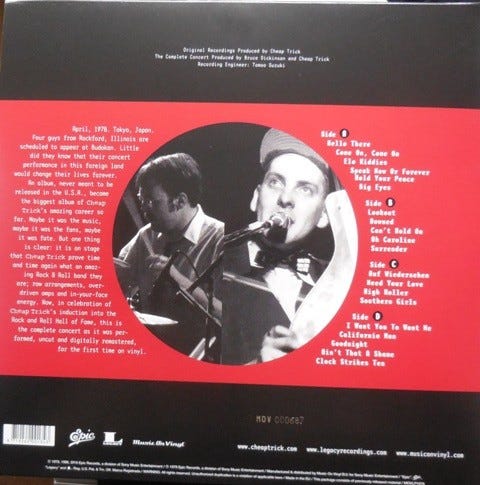 Original Recordings Produced by Cheap Trick
The Complete Concert Produced by Bruce Dickinson and Cheap Trick
Recording Engineer: Tomoo Suzuki
April, 1978. Tokyo, Japan.
Four guys from Rockford, Illinois are
scheduled to appear at Budokan. Little
did they know that their concert
performance in this foreign land
would change their lives forever.
An album, never meant to be
released in the U.S.A., become
the biggest album of Cheap
Trick's amazing career so
far. Maybe it was the music,
maybe it was the fans, maybe
it was fate. But one thing
is clear: it is on stage
that Cheap Trick prove time
and time again what an amaz-
ing Rock & Roll band they
are; raw arrangements, over-
driven amps and in-your-face
energy. Now, in celebration of
Cheap Trick's induction into the
Rock and Roll Hall of Fame, this is
the complete concert as it was per-
formed, uncut and digitally remastered,
for the first time on vinyl.
Side A
Hello There
Come On, Come On
Elo Kiddies
Speak Now Or Forever
Hold Your Peace
Big Eyes
Side B
Lookout
Downed
Can't Hold On
Oh Caroline
Surrender
Side C
Auf Wiedersehen
Need Your Love
High Roller
Southern Girls
Side D
I Want You To Want Me
California Man
Goodnight
Ain't That A Shame
Clock Strikes Ten
MOV 000687
Epic
Legacy
Music On Vinyl
www.cheaptrick.com
www.legacyrecordings.com
www.musiconvinyl.com